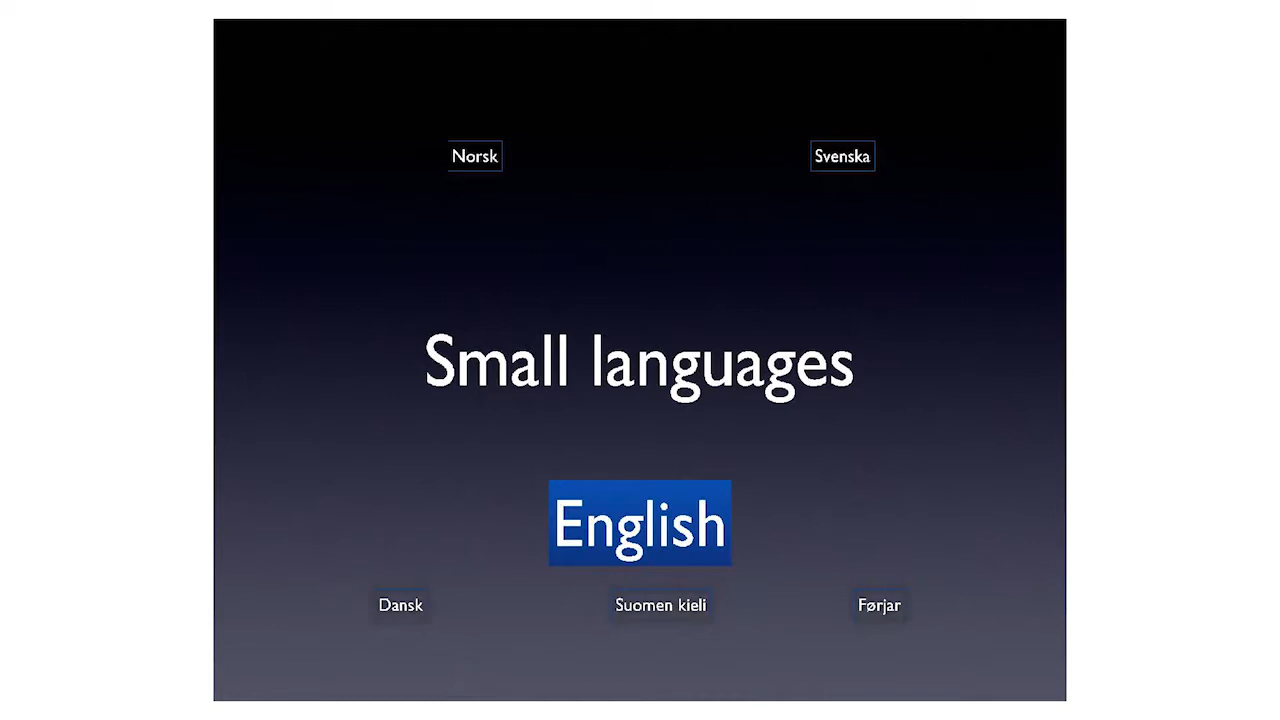 Norsk
Svenska
Small languages
English
Dansk
Suomen kieli
Førjar